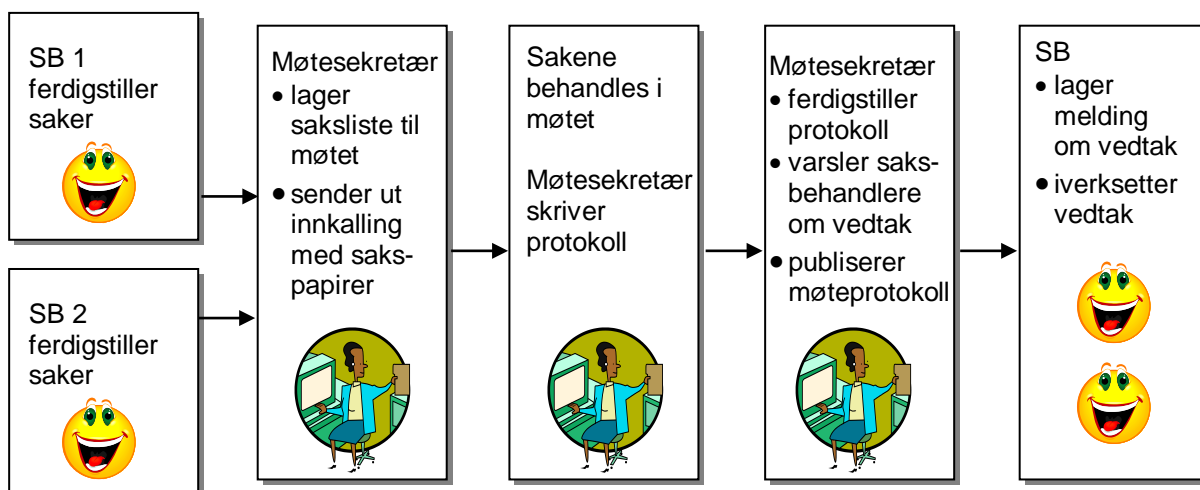 SB 1
ferdigstiller
saker
SB 2
ferdigstiller
saker
Møtesekretær
• lager
saksliste til
møtet
• sender ut
innkalling
med saks-
papirer
Sakene
behandles i
møtet
Møtesekretær
skriver
protokoll
Møtesekretær
• ferdigstiller
protokoll
• varsler saks-
behandlere
om vedtak
• publiserer
møteprotokoll
SB
• lager
melding
om vedtak
• iverksetter
vedtak